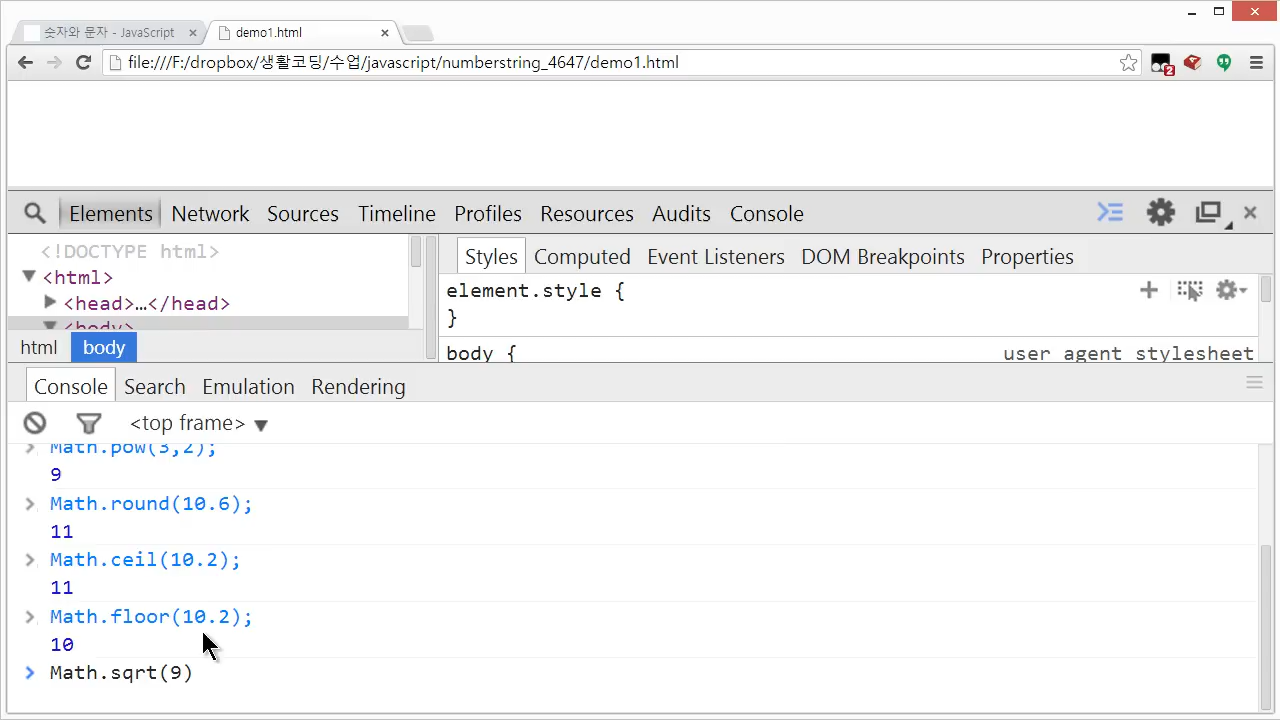 숫자와 문자 - JavaScript
demo1.html
file:///F:/dropbox/생활코딩/수업/javascript/numberstring_4647/demo1.html
2
Elements Network Sources Timeline Profiles Resources Audits Console
<!DOCTYPE html>
<html>
<head>…</head>
<body>
html body
Styles Computed Event Listeners DOM Breakpoints Properties
element.style {
}
body { user agent stylesheet
Console Search Emulation Rendering
<top frame>
Math.pow(3,2);
9
Math.round(10.6);
11
Math.ceil(10.2);
11
Math.floor(10.2);
10
Math.sqrt(9)